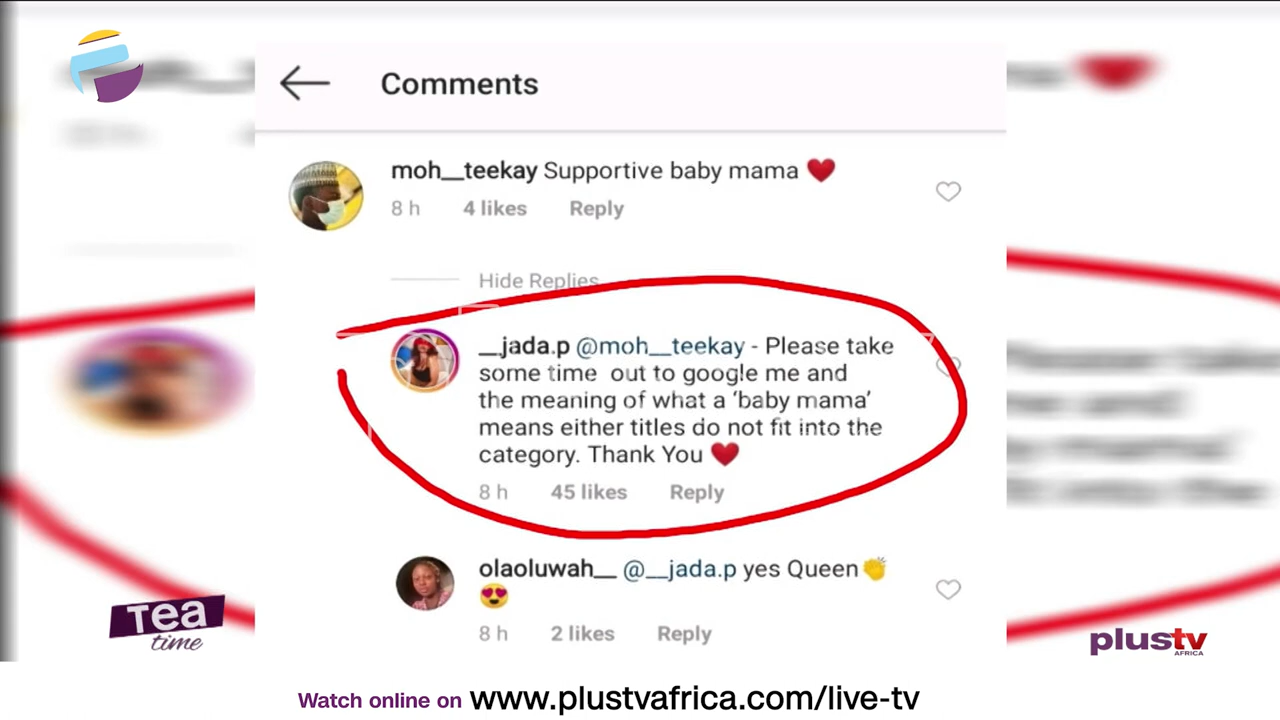 Comments
moh__teekay Supportive baby mama ❤️
8 h 4 likes Reply
Hide Replies
__jada.p @moh__teekay - Please take
some time out to google me and
the meaning of what a ‘baby mama’
means either titles do not fit into the
category. Thank You ❤️
8 h 45 likes Reply
olaoluwah__ @__jada.p yes Queen👏
😍
8 h 2 likes Reply
Tea
time
plustv
AFRICA
Watch online on www.plustvafrica.com/live-tv